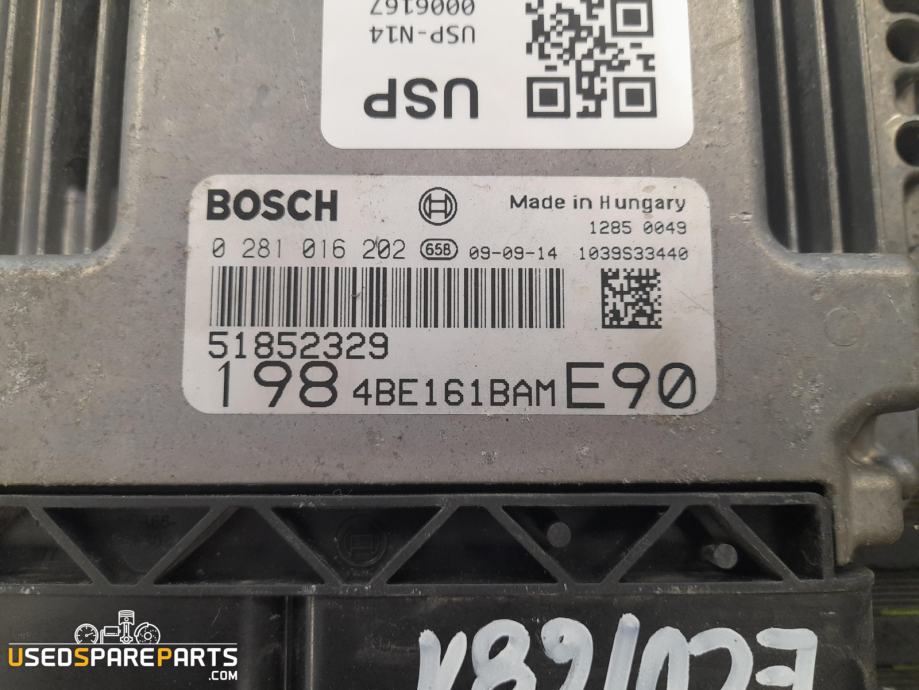 0006167
USP-N14
USP
BOSCH
Made in Hungary
1285 0049
0 281 016 202 65B 09-09-14 1039S33440
51852329
198 4BE161BAM E90
USEDSPAREPARTS
.COM